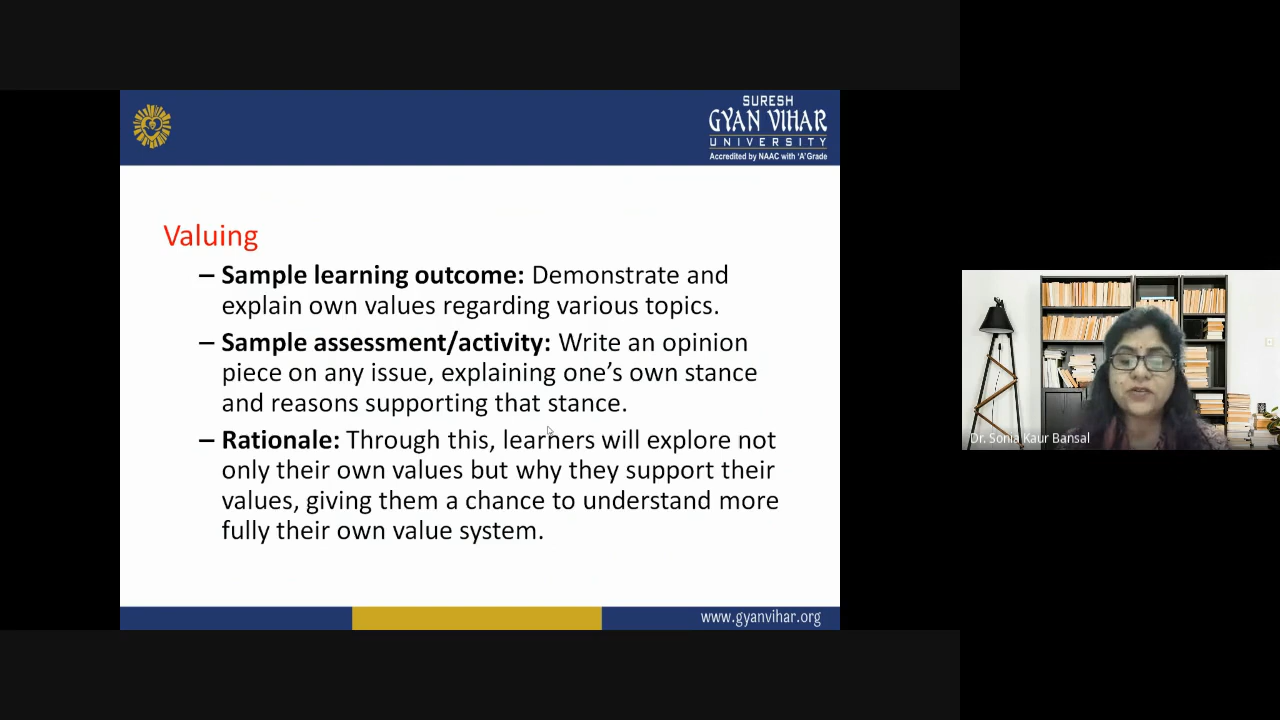 SURESH
GYAN VIHAR
UNIVERSITY
Accredited by NAAC with 'A' Grade
Valuing
– Sample learning outcome: Demonstrate and
explain own values regarding various topics.
– Sample assessment/activity: Write an opinion
piece on any issue, explaining one's own stance
and reasons supporting that stance.
– Rationale: Through this, learners will explore not
only their own values but why they support their
values, giving them a chance to understand more
fully their own value system.
www.gyanvihar.org
Dr. Sonia Kaur Bansal